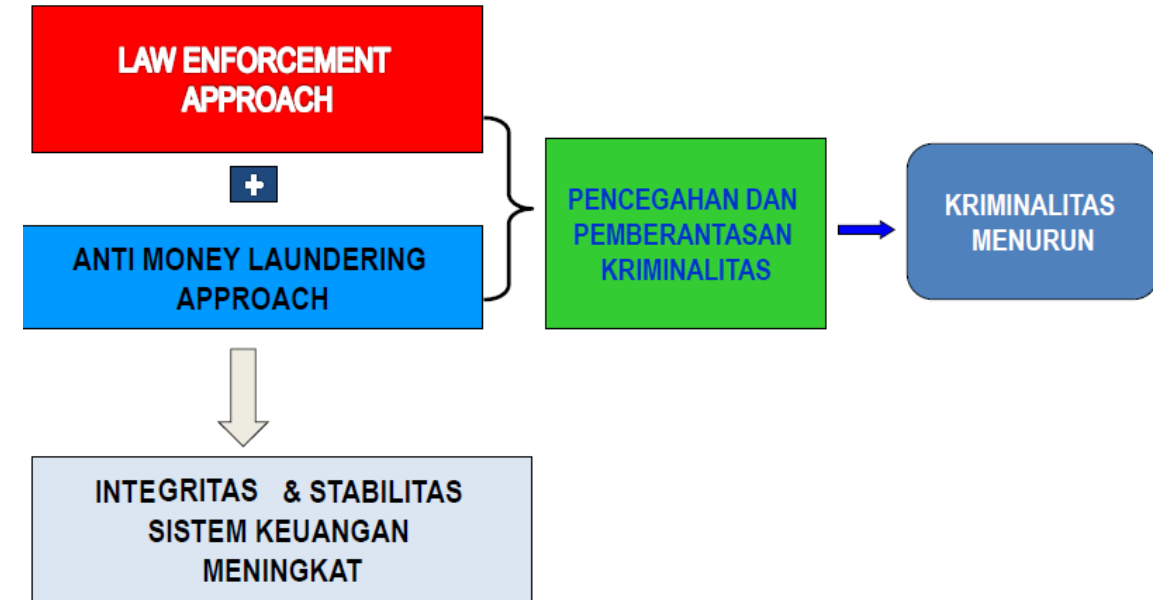 LAW ENFORCEMENT
APPROACH
+
ANTI MONEY LAUNDERING
APPROACH
PENCEGAHAN DAN
PEMBERANTASAN
KRIMINALITAS
KRIMINALITAS
MENURUN
INTEGRITAS & STABILITAS
SISTEM KEUANGAN
MENINGKAT